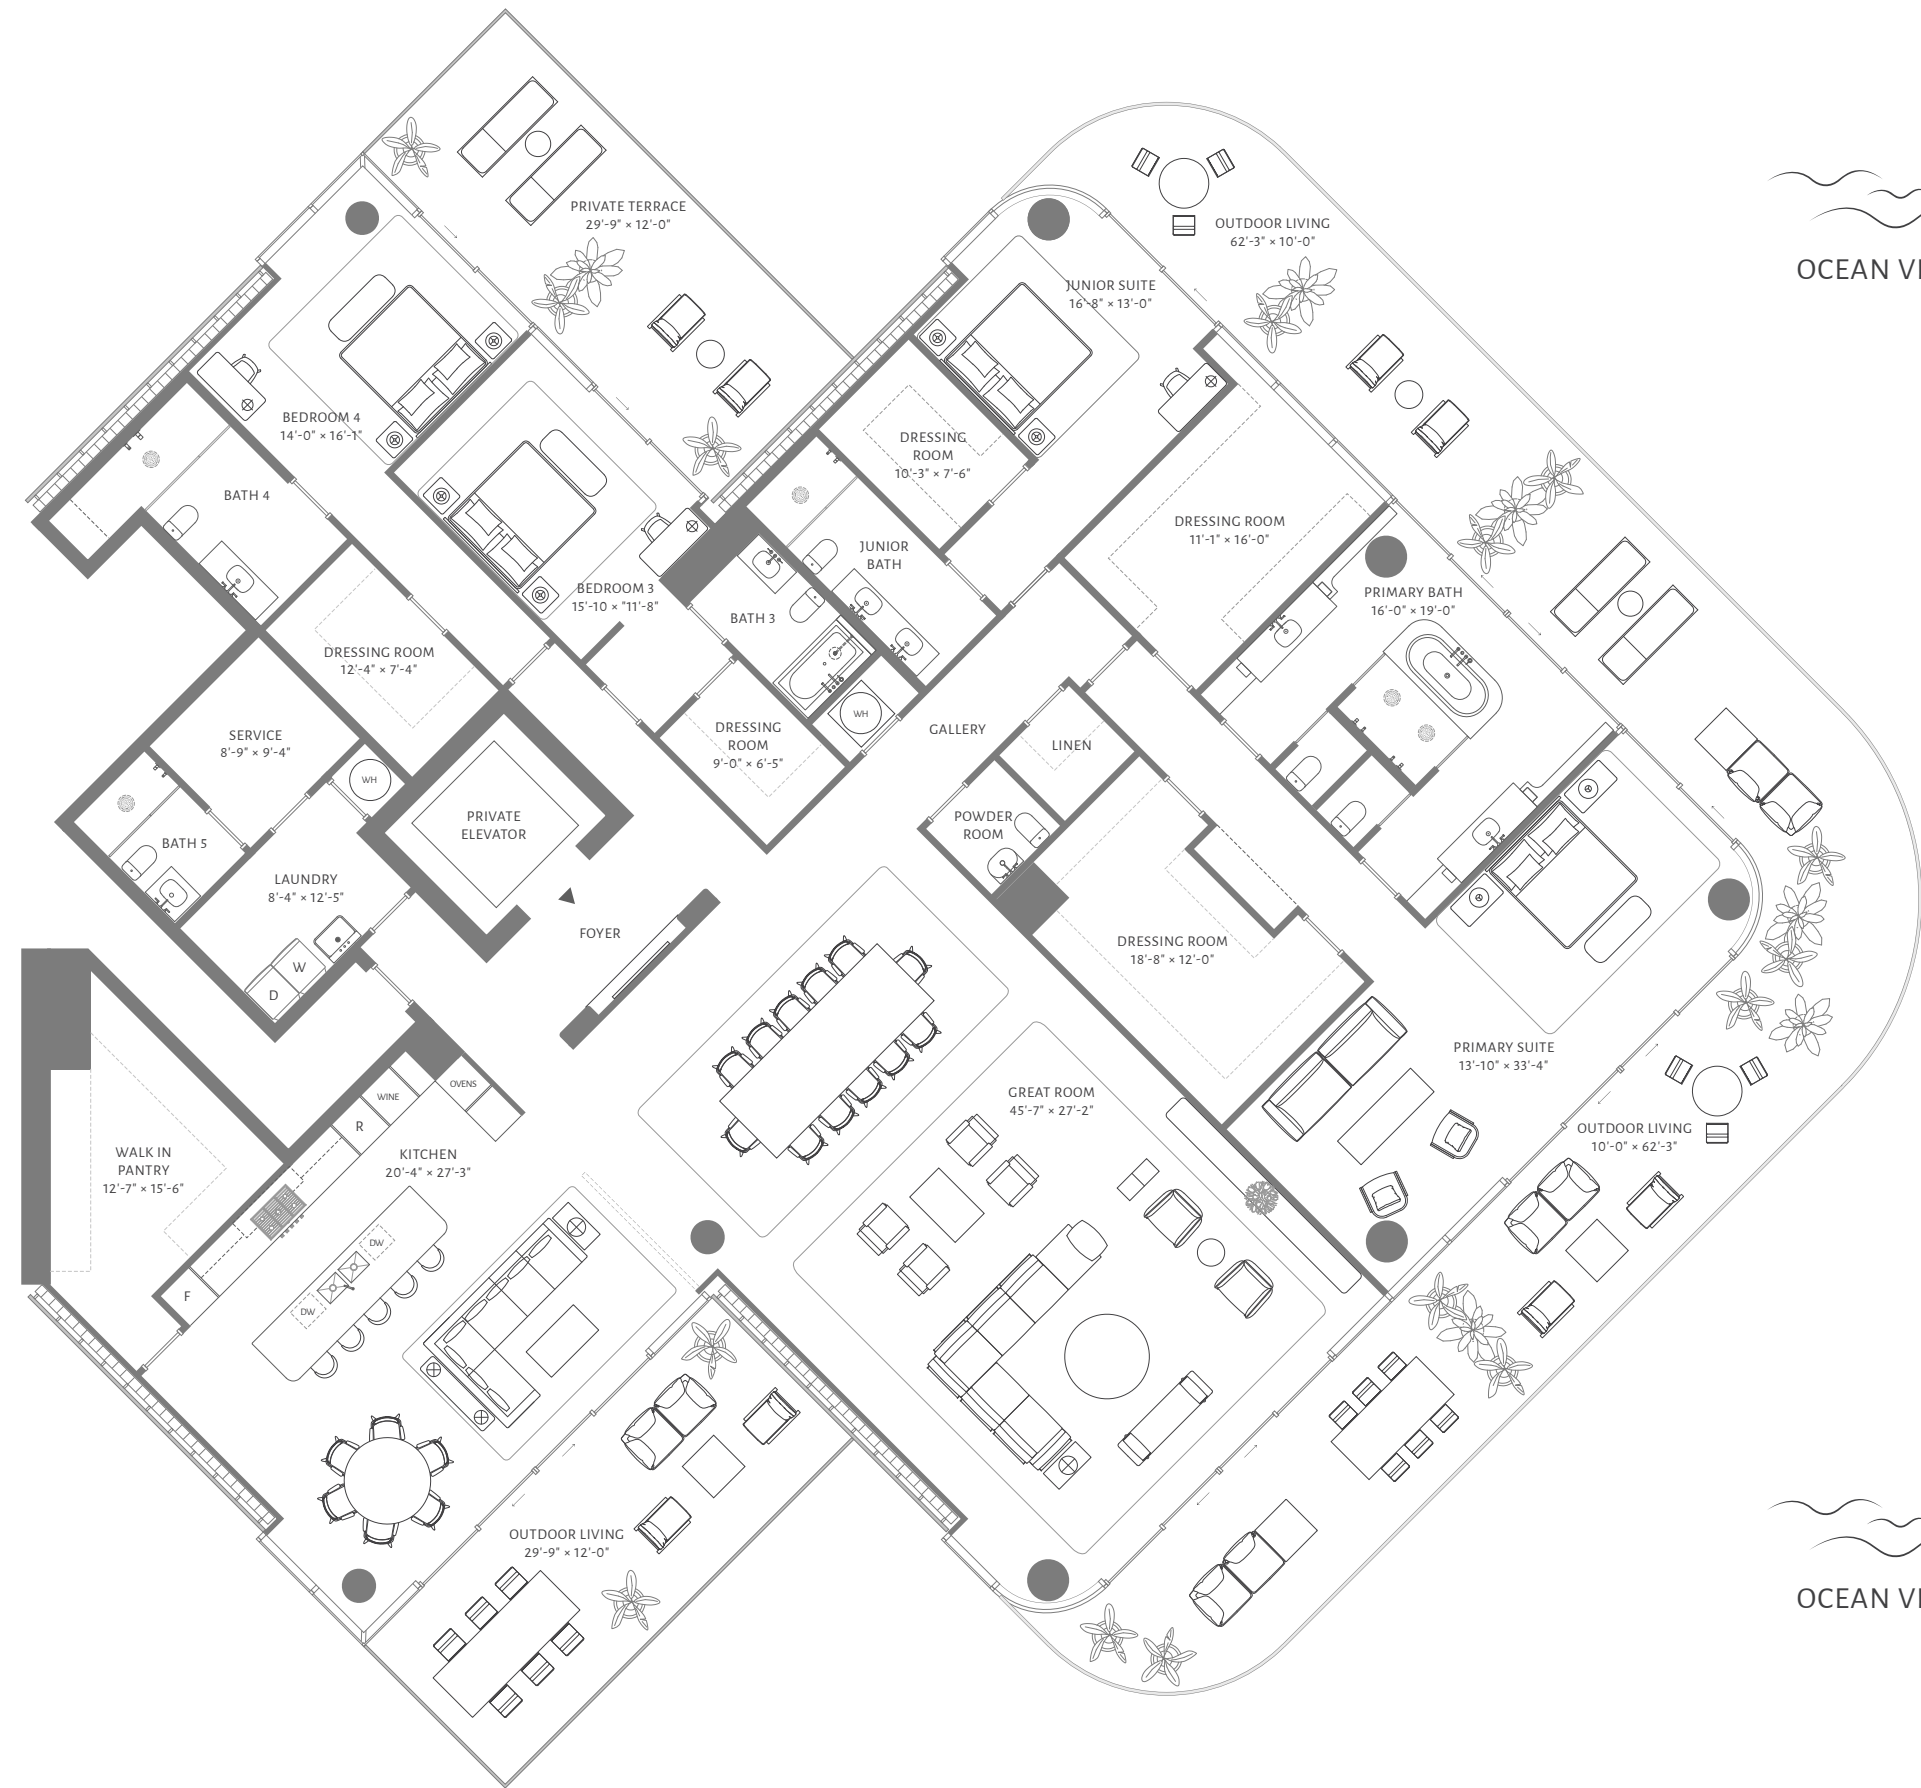 PRIVATE TERRACE
29'-9" × 12'-0"
OUTDOOR LIVING
62'-3" × 10'-0"
OCEAN VI
JUNIOR SUITE
16'-8" × 13'-0"
BEDROOM 4
14'-0" × 16'-1"
DRESSING
ROOM
10'-3" × 7'-6"
BATH 4
DRESSING ROOM
11'-1" × 16'-0"
JUNIOR
BATH
BEDROOM 3
15'-10 × "11'-8"
PRIMARY BATH
16'-0" × 19'-0"
BATH 3
DRESSING ROOM
12'-4" × 7'-4"
WH
SERVICE
8'-9" × 9'-4"
DRESSING
ROOM
9'-0" × 6'-5"
GALLERY
LINEN
WH
PRIVATE
ELEVATOR
POWDER
ROOM
BATH 5
LAUNDRY
8'-4" × 12'-5"
FOYER
DRESSING ROOM
18'-8" × 12'-0"
W
D
PRIMARY SUITE
13'-10" × 33'-4"
OVENS
WINE
R
GREAT ROOM
45'-7" × 27'-2"
OUTDOOR LIVING
10'-0" × 62'-3"
WALK IN
PANTRY
12'-7" × 15'-6"
KITCHEN
20'-4" × 27'-3"
DW
F
DW
OUTDOOR LIVING
29'-9" × 12'-0"
OCEAN VI